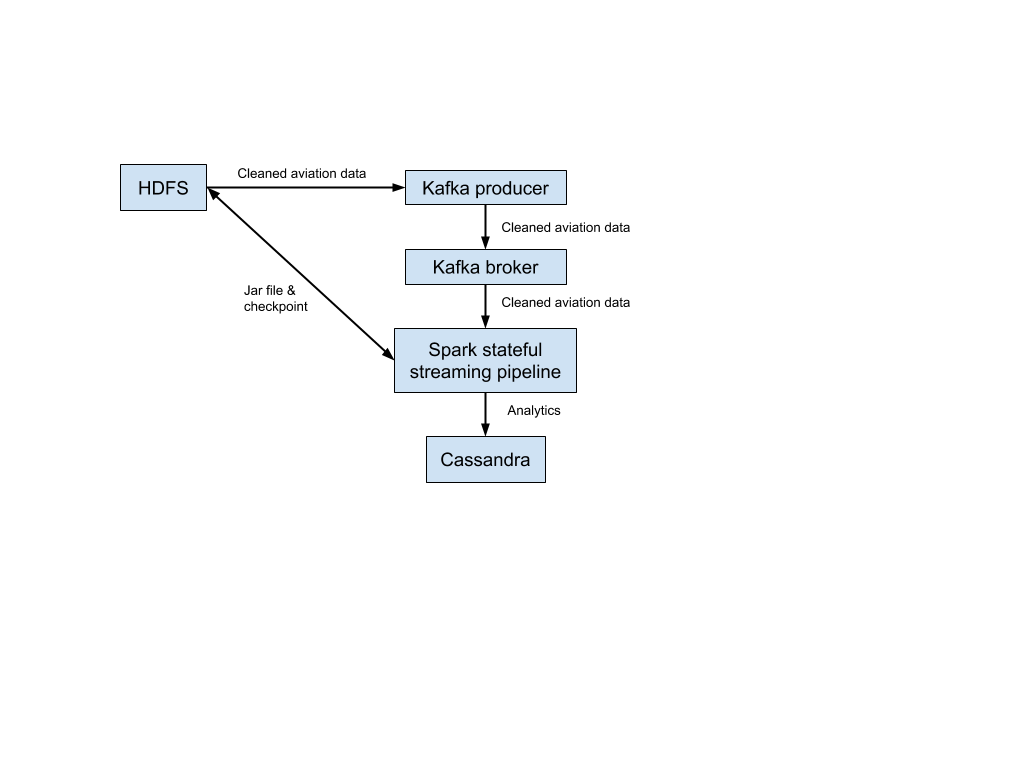 HDFS
Cleaned aviation data
Kafka producer
Cleaned aviation data
Kafka broker
Cleaned aviation data
Jar file &
checkpoint
Spark stateful
streaming pipeline
Analytics
Cassandra